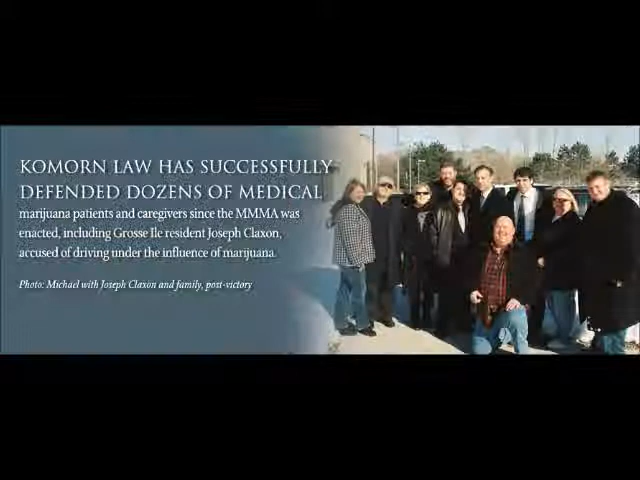 KOMORN LAW HAS SUCCESSFULLY
DEFENDED DOZENS OF MEDICAL
marijuana patients and caregivers since the MMMA was
enacted, including Grosse Ile resident Joseph Claxon,
accused of driving under the influence of marijuana.
Photo: Michael with Joseph Claxon and family, post-victory